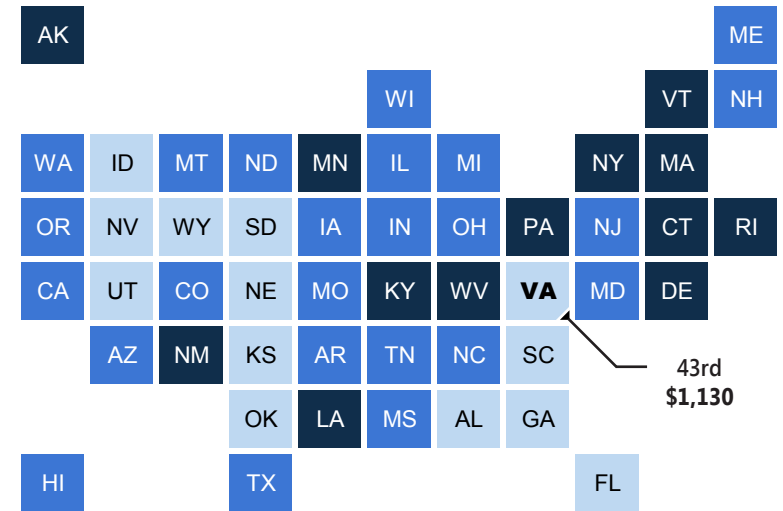 AK ME
WI VT NH
WA ID MT ND MN IL MI NY MA
OR NV WY SD IA IN OH PA NJ CT RI
CA UT CO NE MO KY WV VA MD DE
AZ NM KS AR TN NC SC
43rd
$1,130
OK LA MS AL GA
HI TX FL